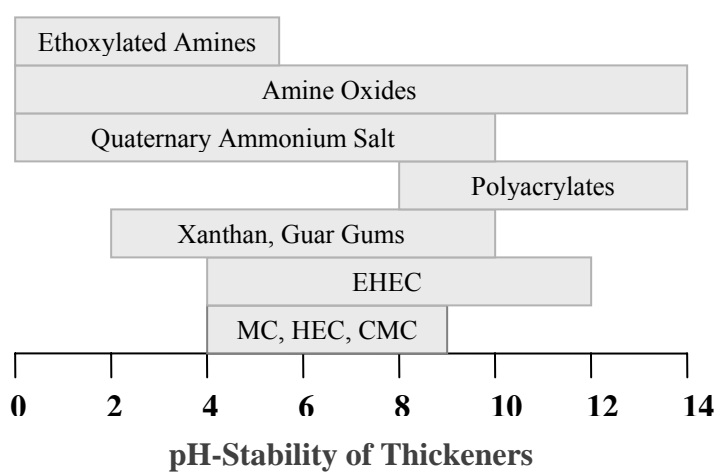 Ethoxylated Amines
Amine Oxides
Quaternary Ammonium Salt
Polyacrylates
Xanthan, Guar Gums
EHEC
MC, HEC, CMC
0 2 4 6 8 10 12 14
pH-Stability of Thickeners